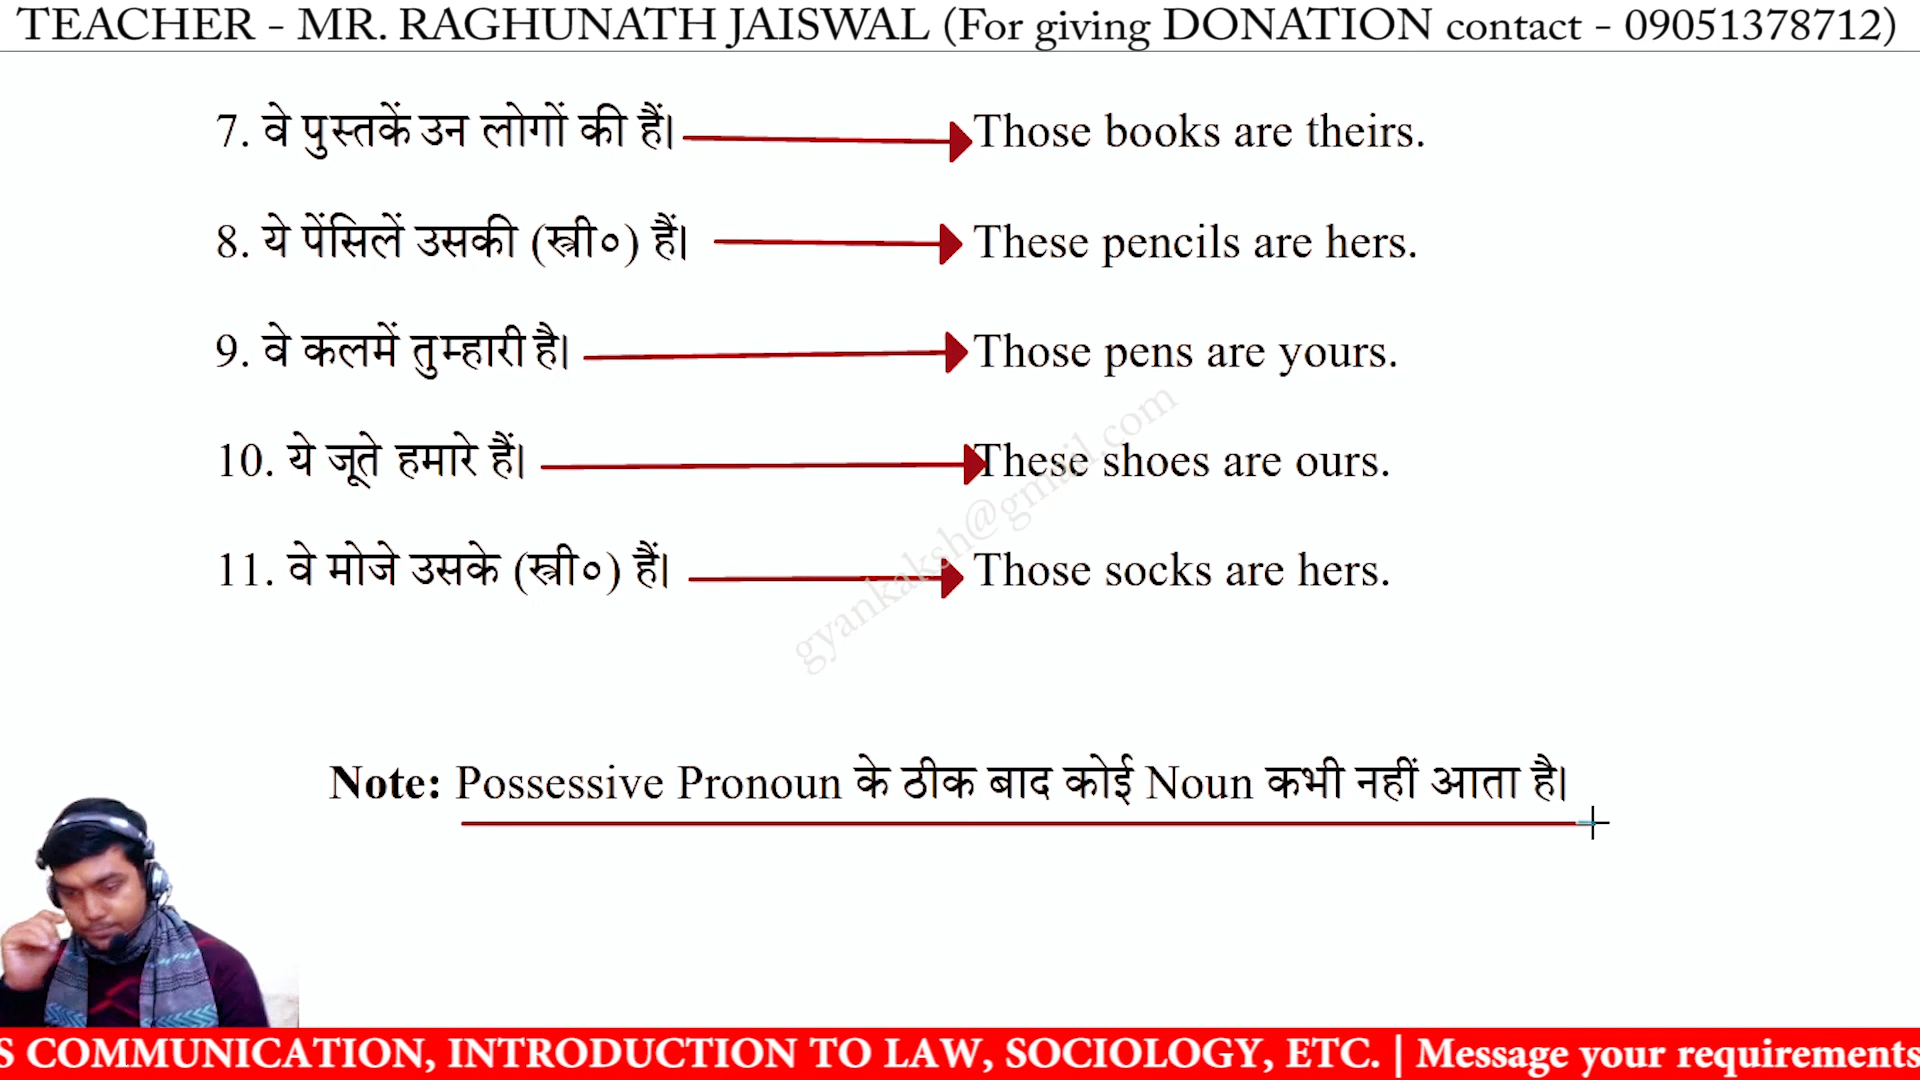 TEACHER - MR. RAGHUNATH JAISWAL (For giving DONATION contact - 09051378712)
7. वे पुस्तकें उन लोगों की हैं। Those books are theirs.
8. ये पेंसिलें उसकी (स्त्री०) हैं। These pencils are hers.
9. वे कलमें तुम्हारी है। Those pens are yours.
10. ये जूते हमारे हैं। These shoes are ours.
11. वे मोजे उसके (स्त्री०) हैं। Those socks are hers.
gyankaksh@gmail.com
Note: Possessive Pronoun के ठीक बाद कोई Noun कभी नहीं आता है।
S COMMUNICATION, INTRODUCTION TO LAW, SOCIOLOGY, ETC. | Message your requirements